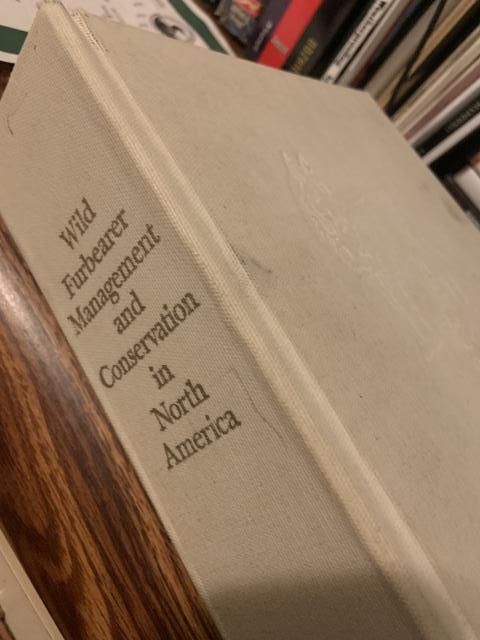 Wild
Furbearer
Management
and
Conservation
in
North
America